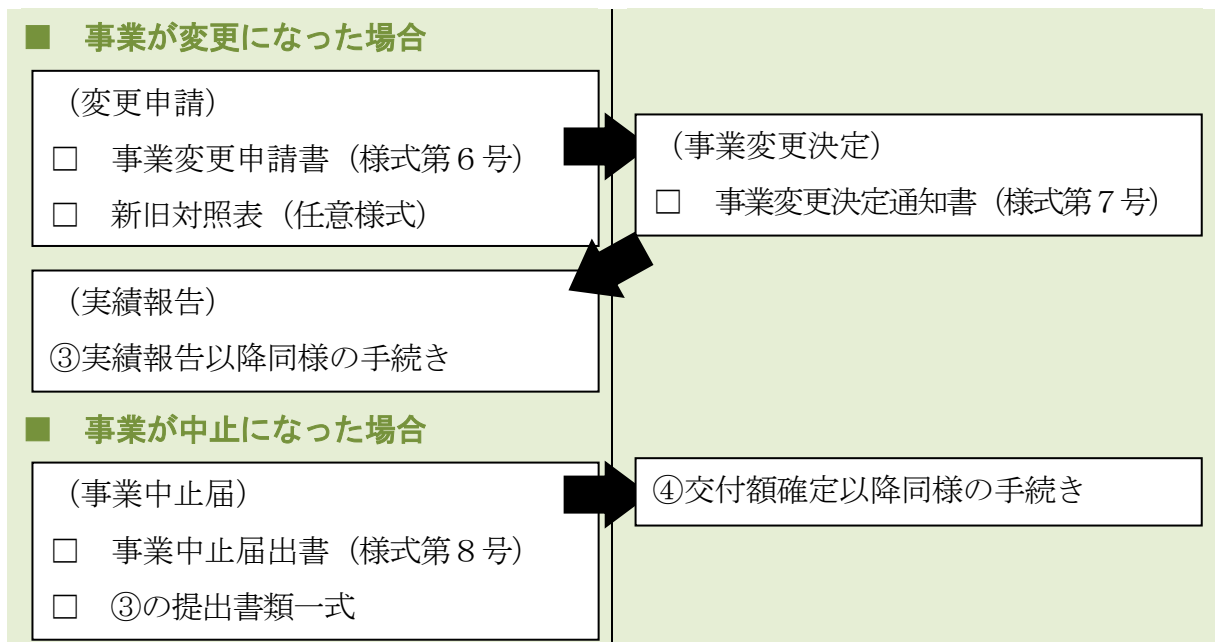 ■　事業が変更になった場合
（変更申請）
□　事業変更申請書（様式第６号）
□　新旧対照表（任意様式）
（事業変更決定）
□　事業変更決定通知書（様式第７号）
（実績報告）
③実績報告以降同様の手続き
■　事業が中止になった場合
（事業中止届）
□　事業中止届出書（様式第８号）
□　③の提出書類一式
④交付額確定以降同様の手続き